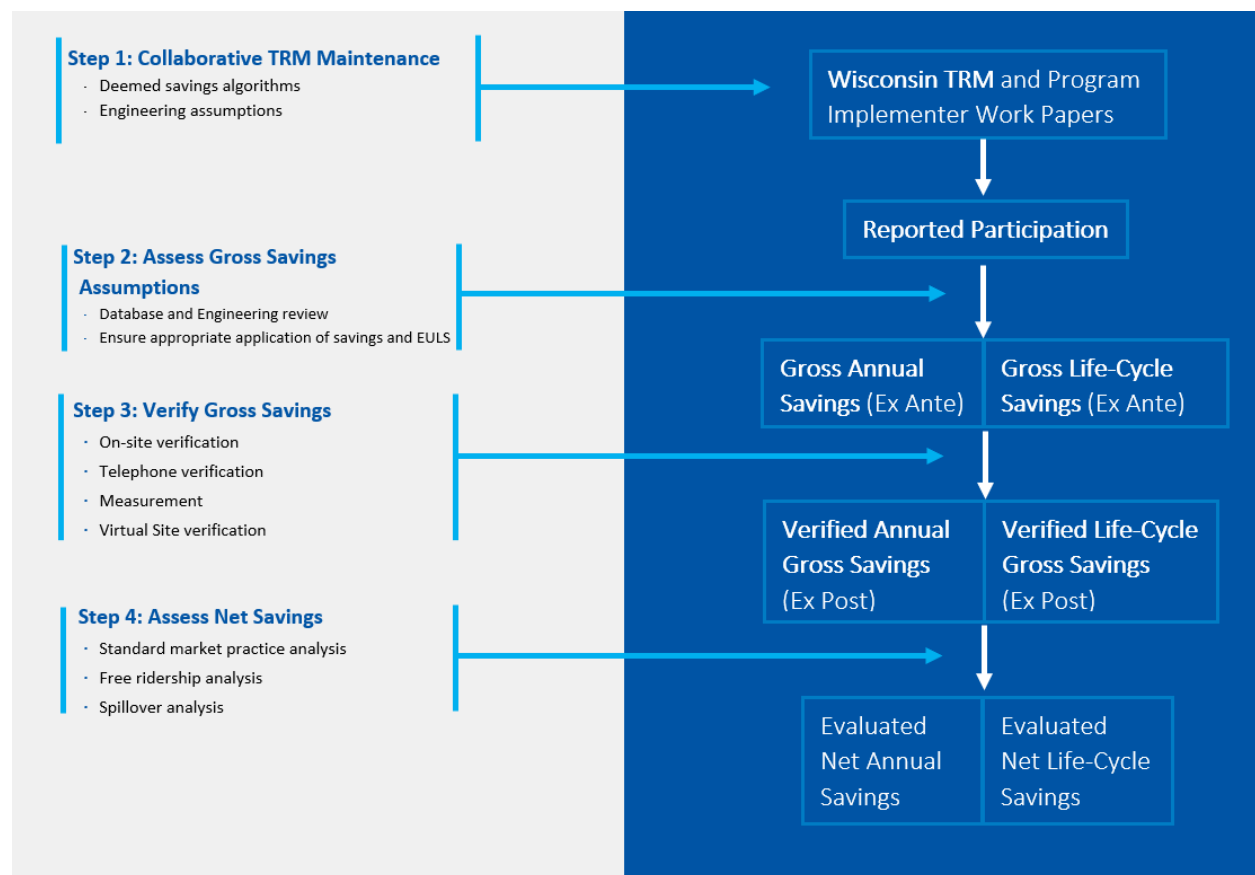 Step 1: Collaborative TRM Maintenance
· Deemed savings algorithms
· Engineering assumptions
Wisconsin TRM and Program
Implementer Work Papers
Reported Participation
Step 2: Assess Gross Savings
Assumptions
· Database and Engineering review
· Ensure appropriate application of savings and EULS
Gross Annual
Savings (Ex Ante)
Gross Life-Cycle
Savings (Ex Ante)
Step 3: Verify Gross Savings
· On-site verification
· Telephone verification
· Measurement
· Virtual Site verification
Verified Annual
Gross Savings
(Ex Post)
Verified Life-Cycle
Gross Savings
(Ex Post)
Step 4: Assess Net Savings
· Standard market practice analysis
· Free ridership analysis
· Spillover analysis
Evaluated
Net Annual
Savings
Evaluated
Net Life-Cycle
Savings